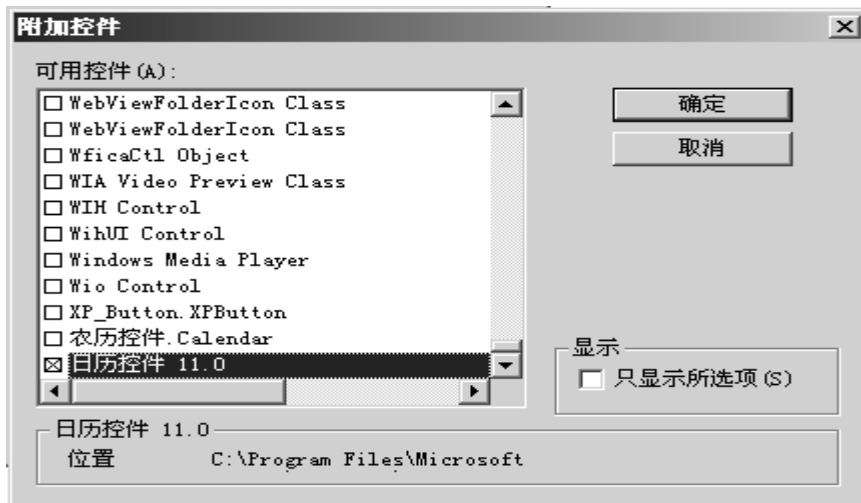 附加控件
可用控件(A):
WebViewFolderIcon Class
WebViewFolderIcon Class
WficaCtl Object
WIA Video Preview Class
WIH Control
WihUI Control
Windows Media Player
Wio Control
XP_Button.XPButton
农历控件.Calendar
日历控件 11.0
确定
取消
显示
只显示所选项(S)
日历控件 11.0
位置 C:\Program Files\Microsoft